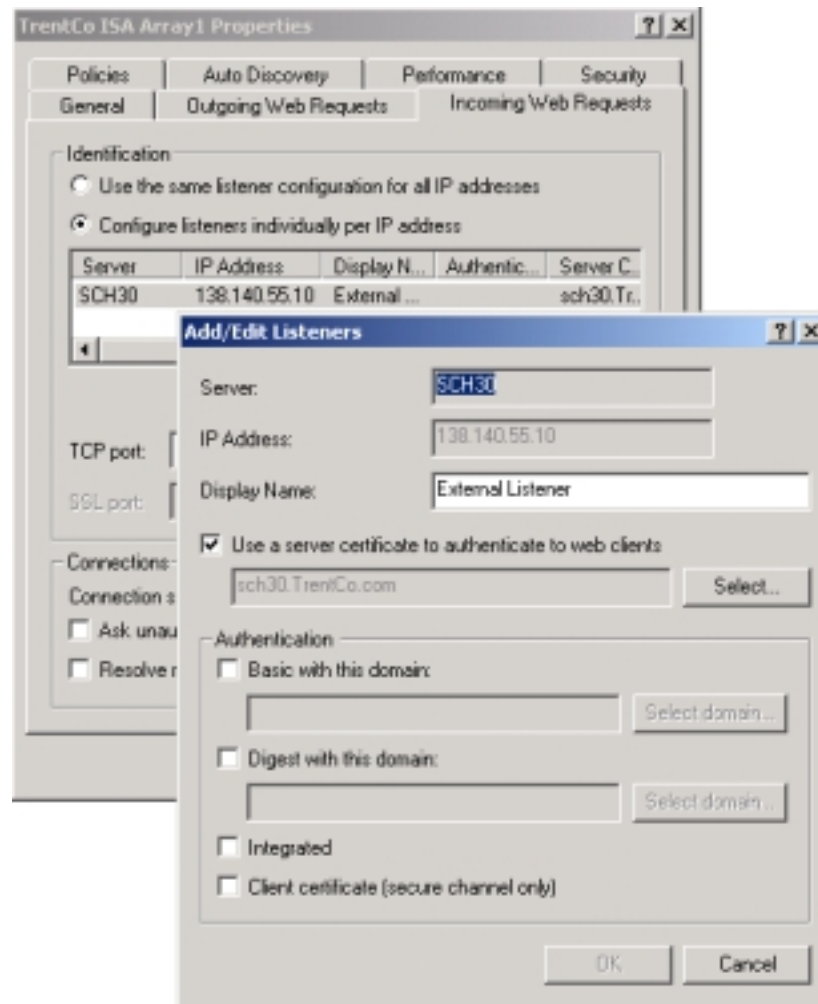 TrentCo ISA Array1 Properties
Policies Auto Discovery Performance Security
General Outgoing Web Requests Incoming Web Requests
Identification
Use the same listener configuration for all IP addresses
Configure listeners individually per IP address
Server IP Address Display N... Authentic... Server C..
SCH30 138.140.55.10 External ... sch30.Tr..
TCP port:
SSL port:
Connections
Connection s
Ask unau
Resolve r
Add/Edit Listeners
Server: SCH30
IP Address: 138.140.55.10
Display Name: External Listener
Use a server certificate to authenticate to web clients
sch30.TrentCo.com Select...
Authentication
Basic with this domain:
Select domain...
Digest with this domain:
Select domain...
Integrated
Client certificate (secure channel only)
OK Cancel